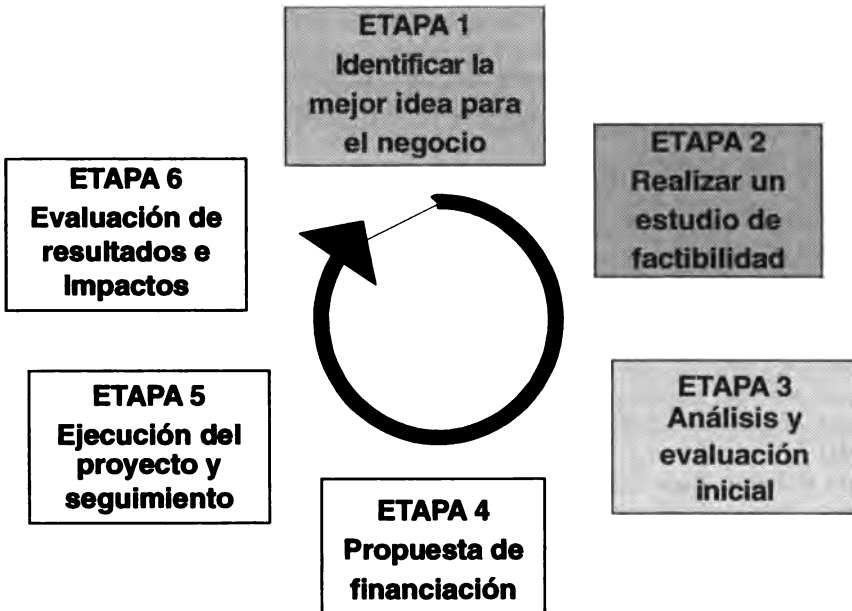 ETAPA 1
Identificar la
mejor idea para
el negocio
ETAPA 2
Realizar un
estudio de
factibilidad
ETAPA 3
Análisis y
evaluación
inicial
ETAPA 4
Propuesta de
financiación
ETAPA 5
Ejecución del
proyecto y
seguimiento
ETAPA 6
Evaluación de
resultados e
Impactos